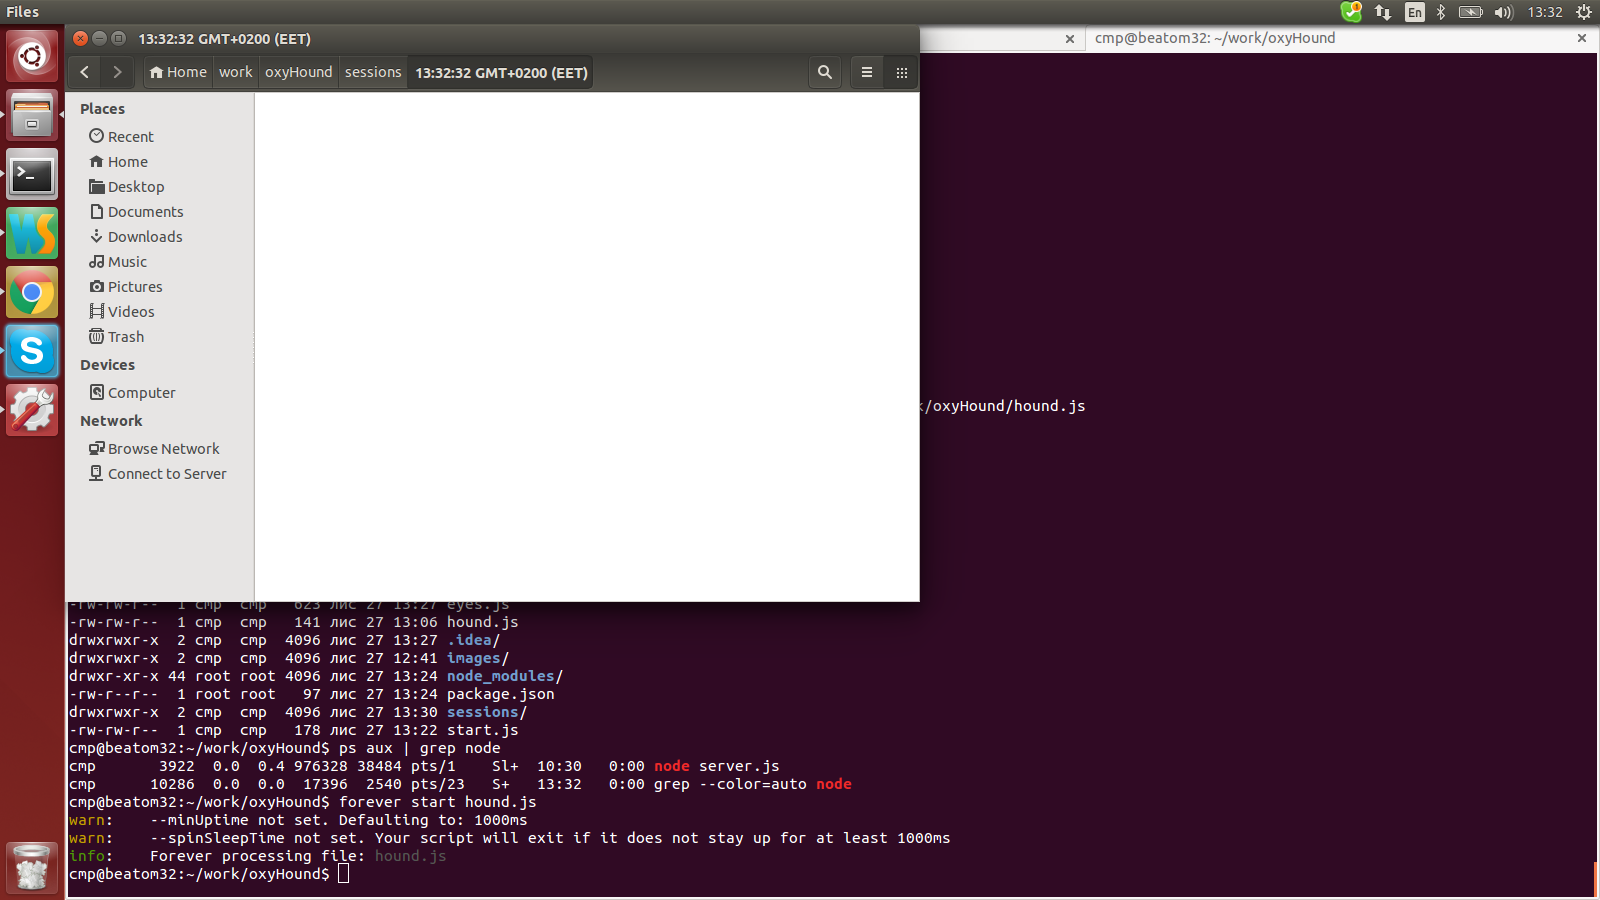 Files
En
13:32
13:32:32 GMT+0200 (EET)
cmp@beatom32: ~/work/oxyHound
Home
work
oxyHound
sessions
13:32:32 GMT+0200 (EET)
Places
Recent
Home
Desktop
Documents
Downloads
Music
Pictures
Videos
Trash
Devices
Computer
Network
Browse Network
Connect to Server
/oxyHound/hound.js
-rw-rw-r-- 1 cmp cmp 623 лис 27 13:27 eyes.js
-rw-rw-r-- 1 cmp cmp 141 лис 27 13:06 hound.js
drwxrwxr-x 2 cmp cmp 4096 лис 27 13:27 .idea/
drwxrwxr-x 2 cmp cmp 4096 лис 27 12:41 images/
drwxr-xr-x 44 root root 4096 лис 27 13:24 node_modules/
-rw-r--r-- 1 root root 97 лис 27 13:24 package.json
drwxrwxr-x 2 cmp cmp 4096 лис 27 13:30 sessions/
-rw-rw-r-- 1 cmp cmp 178 лис 27 13:22 start.js
cmp@beatom32:~/work/oxyHound$ ps aux | grep node
cmp 3922 0.0 0.4 976328 38484 pts/1 Sl+ 10:30 0:00 node server.js
cmp 10286 0.0 0.0 17396 2540 pts/23 S+ 13:32 0:00 grep --color=auto node
cmp@beatom32:~/work/oxyHound$ forever start hound.js
warn: --minUptime not set. Defaulting to: 1000ms
warn: --spinSleepTime not set. Your script will exit if it does not stay up for at least 1000ms
info: Forever processing file: hound.js
cmp@beatom32:~/work/oxyHound$